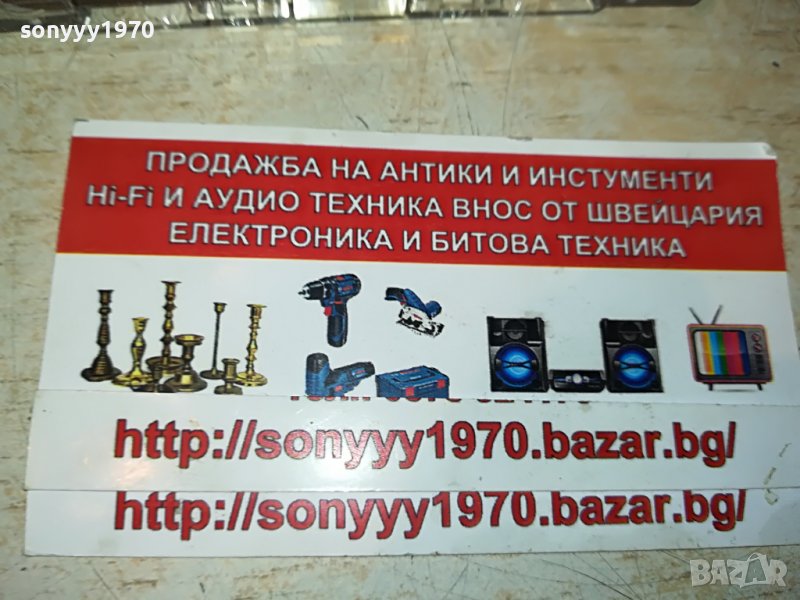 sonyyy1970
ПРОДАЖБА НА АНТИКИ И ИНСТУМЕНТИ
Hi-Fi И АУДИО ТЕХНИКА ВНОС ОТ ШВЕЙЦАРИЯ
ЕЛЕКТРОНИКА И БИТОВА ТЕХНИКА
http://sonyyy1970.bazar.bg/
http://sonyyy1970.bazar.bg/
BAZAR